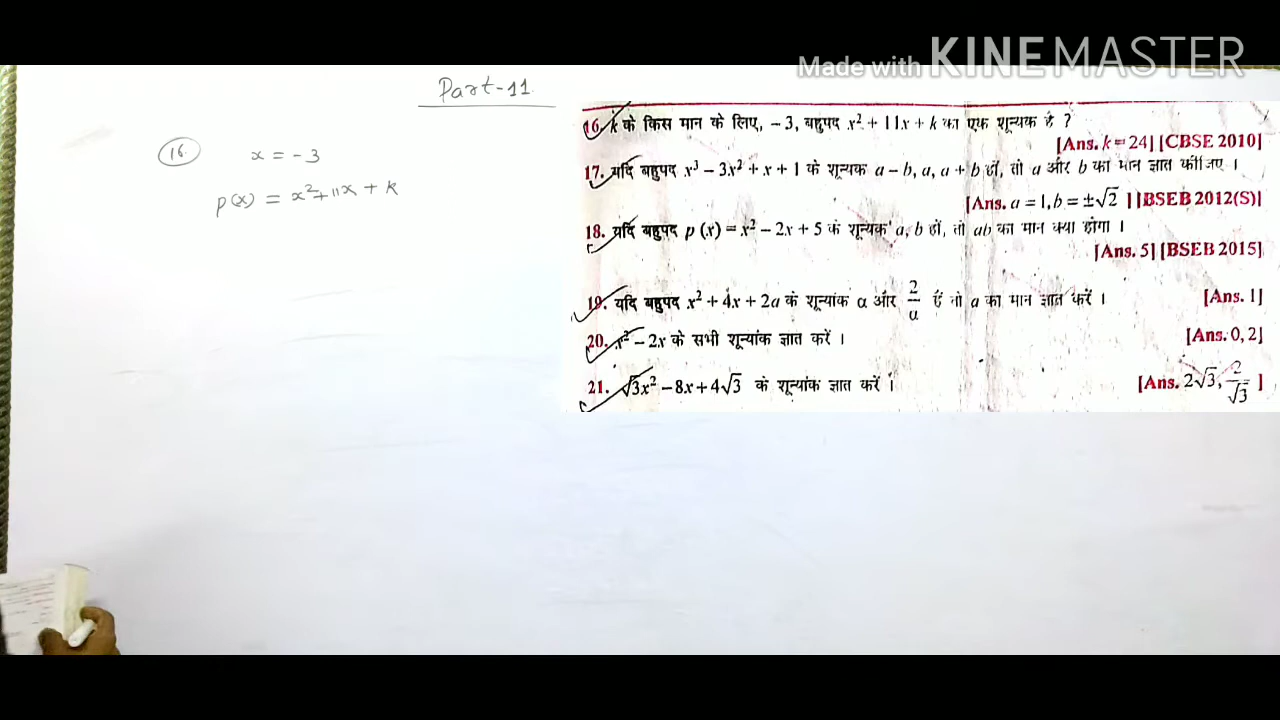 Made with KINEMASTER
Part-11.
16. x = -3
p(x) = x² + 11x + k
16. k के किस मान के लिए, – 3, बहुपद x² + 11x + k का एक शून्यक है ?
[Ans. k = 24] [CBSE 2010]
17. यदि बहुपद x³ – 3x² + x + 1 के शून्यक a – b, a, a + b हों, तो a और b का मान ज्ञात कीजिए ।
[Ans. a = 1, b = ±√2 ] [BSEB 2012(S)]
18. यदि बहुपद p (x) = x² – 2x + 5 के शून्यक a, b हों, तो ab का मान क्या होगा ।
[Ans. 5] [BSEB 2015]
19. यदि बहुपद x² + 4x + 2a के शून्यांक α और 2/α हैं तो a का मान ज्ञात करें । [Ans. 1]
20. x² – 2x के सभी शून्यांक ज्ञात करें । [Ans. 0, 2]
21. √3x² – 8x + 4√3 के शून्यांक ज्ञात करें । [Ans. 2√3, 2/√3 ]